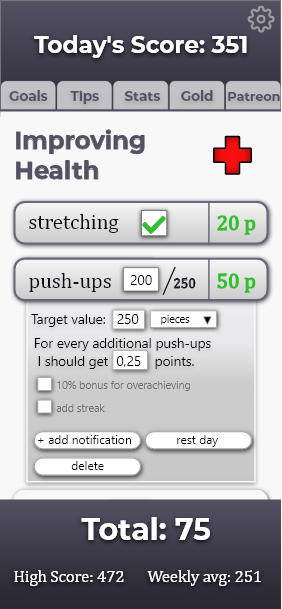 Today's Score: 351
Goals Tips Stats Gold Patreon
Improving
Health
stretching 20 p
push-ups 200 /250 50 p
Target value: 250 pieces
For every additional push-ups
I should get 0,25 points.
10% bonus for overachieving
add streak
+ add notification rest day
delete
Total: 75
High Score: 472 Weekly avg: 251